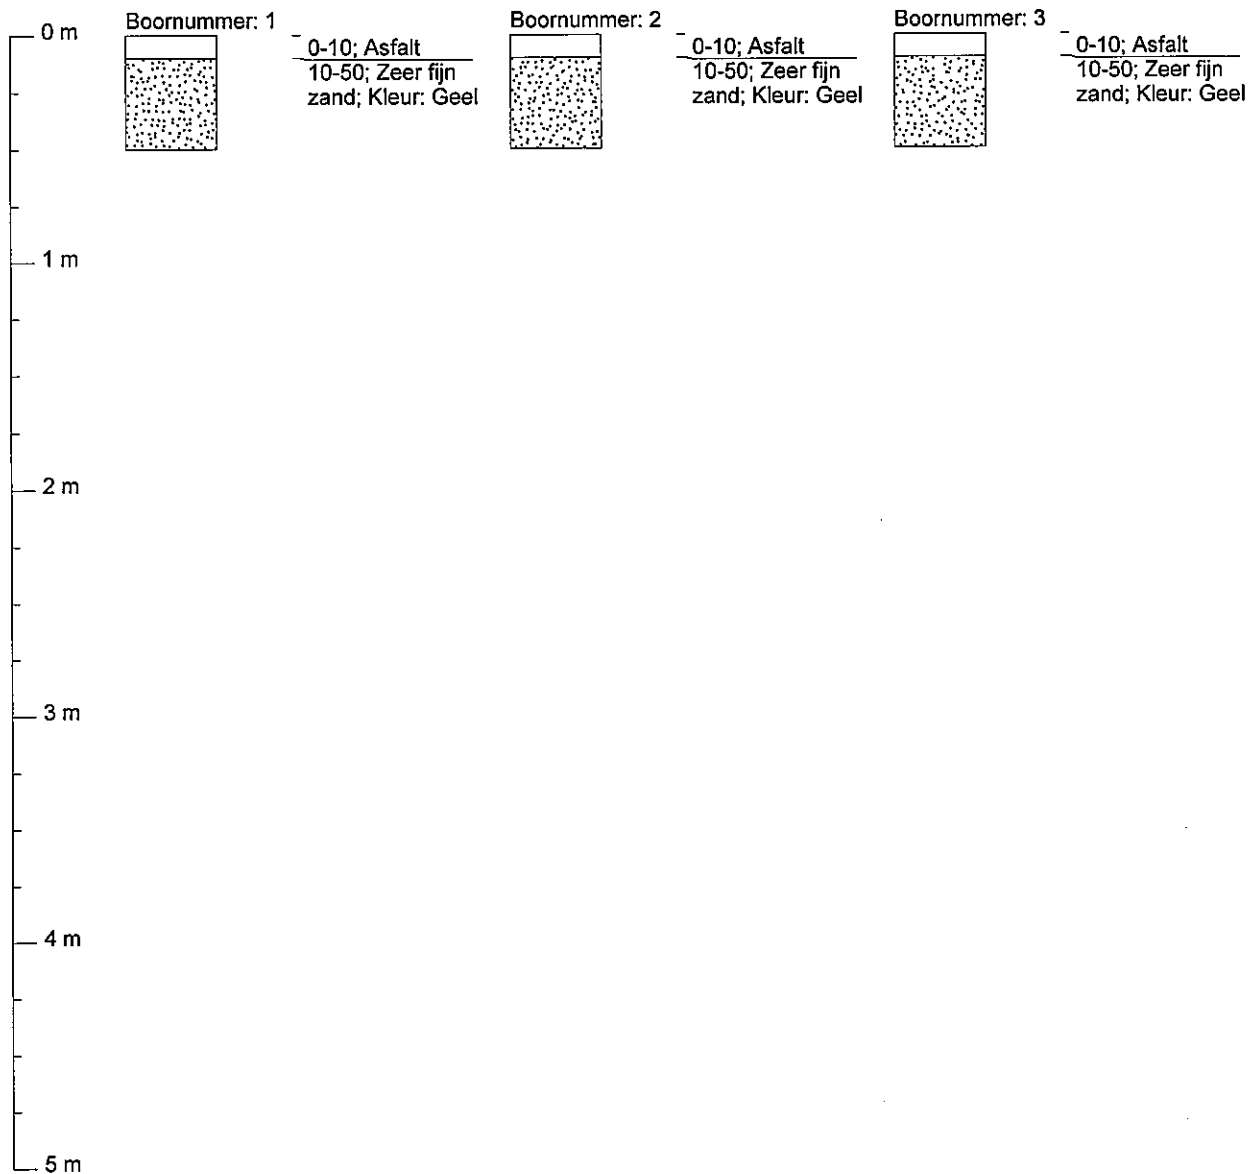 Boornummer: 1
0-10; Asfalt
10-50; Zeer fijn
zand; Kleur: Geel
Boornummer: 2
0-10; Asfalt
10-50; Zeer fijn
zand; Kleur: Geel
Boornummer: 3
0-10; Asfalt
10-50; Zeer fijn
zand; Kleur: Geel
0 m
1 m
2 m
3 m
4 m
5 m